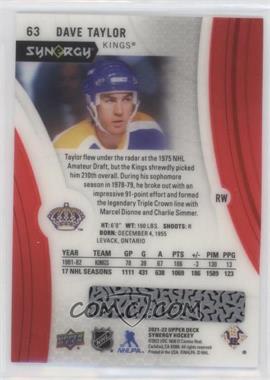 63 DAVE TAYLOR
SYNERGY KINGS
Taylor flew under the radar at the 1975 NHL
Amateur Draft, but the Kings shrewdly picked
him 210th overall. During his sophomore
season in 1978-79, he broke out with an
impressive 91-point effort and formed
the legendary Triple Crown line with
Marcel Dionne and Charlie Simmer.
RW
HT: 6'0" WT: 190 LBS. SHOOTS: R
BORN: DECEMBER 4, 1955
LEVACK, ONTARIO
YEAR TEAM GP G A PTS +/- PIM PPG
1981-82 KINGS 78 39 67 106 -3 130 13
17 NHL SEASONS 1111 431 638 1069 186 1589 123
2021-22 UPPER DECK
SYNERGY HOCKEY
UPPER DECK NHL NHLPA